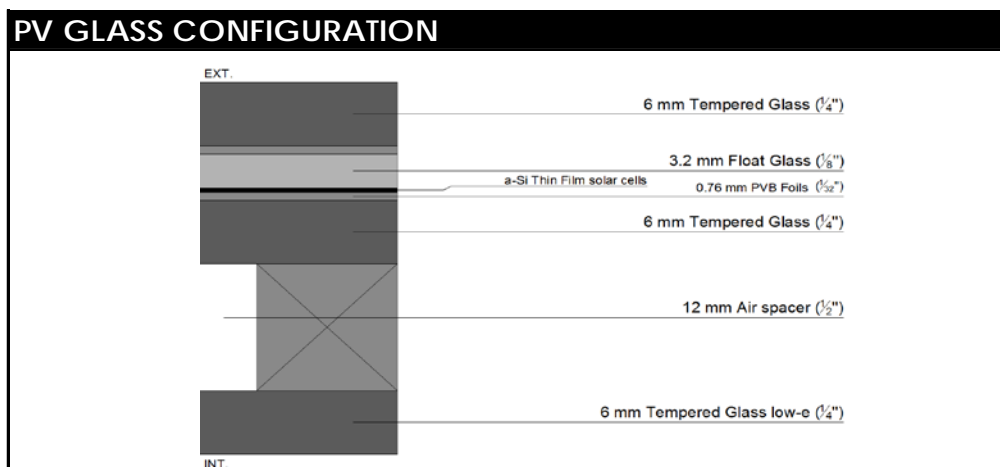 PV GLASS CONFIGURATION
EXT.
6 mm Tempered Glass (¼")
3.2 mm Float Glass (⅛")
a-Si Thin Film solar cells
0.76 mm PVB Foils (¹⁄₃₂")
6 mm Tempered Glass (¼")
12 mm Air spacer (½")
6 mm Tempered Glass low-e (¼")
INT.